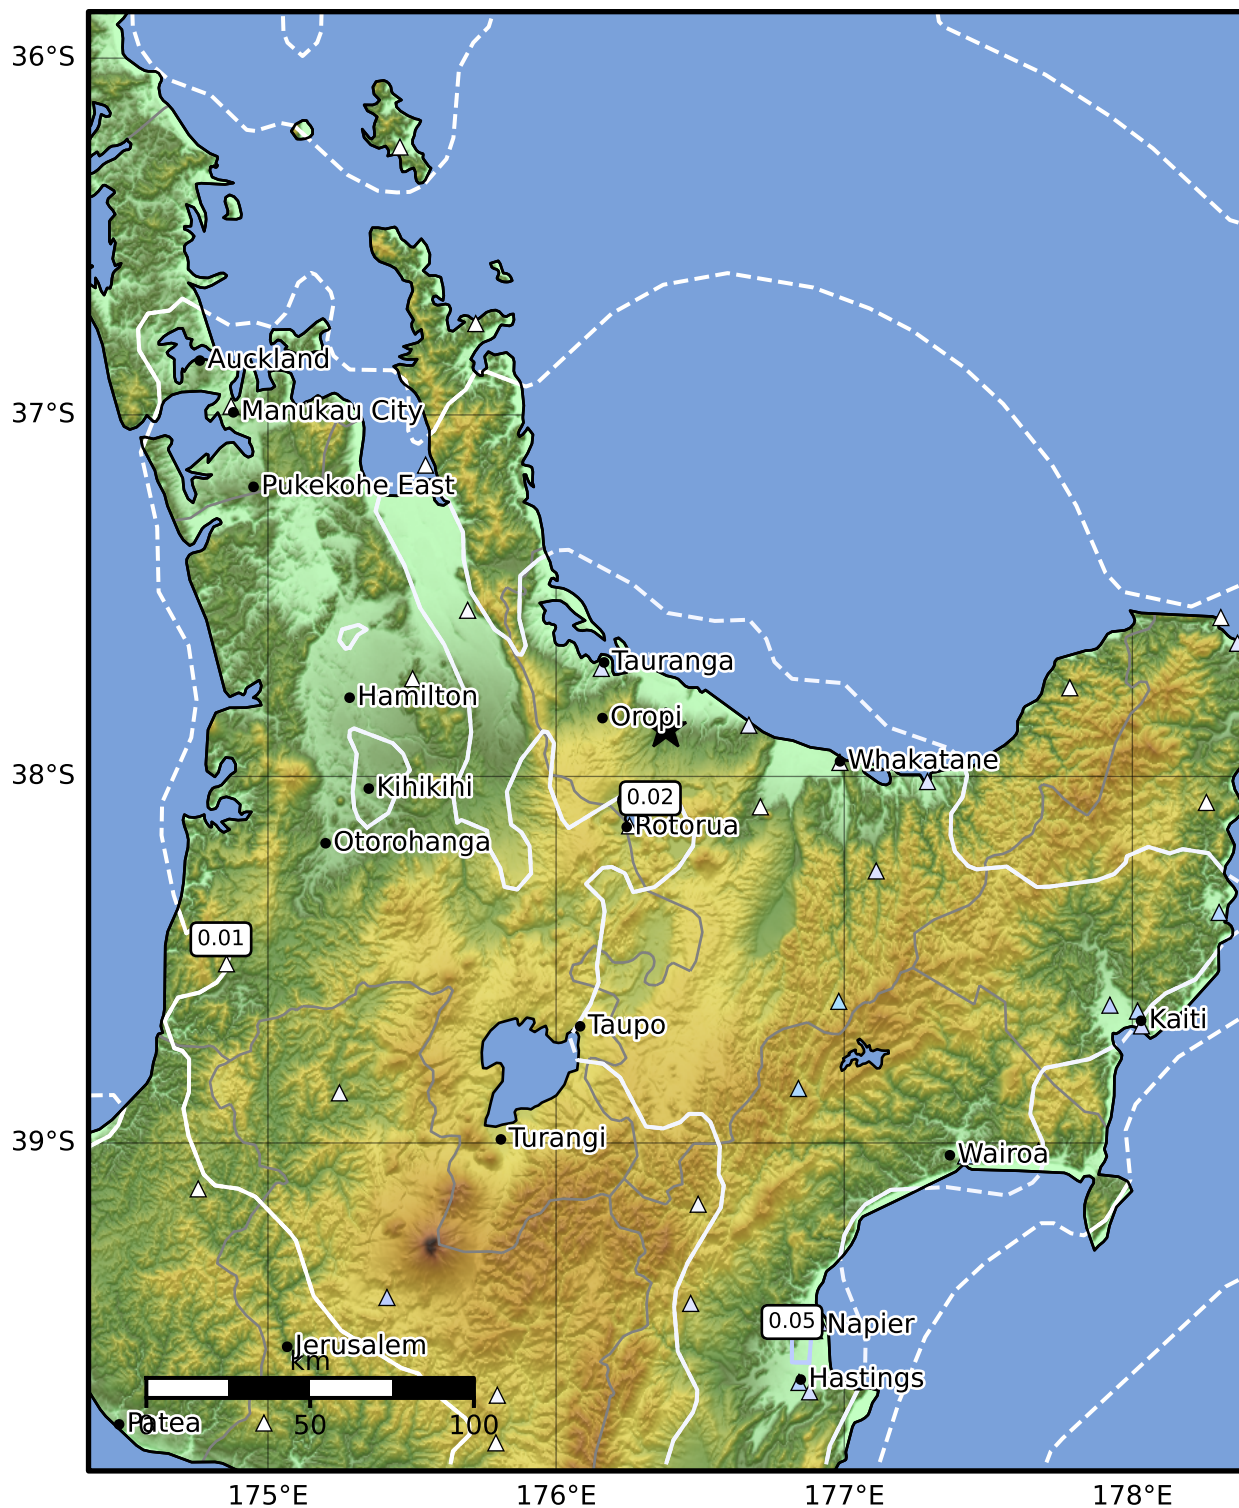 36°S
Auckland
37°S
Manukau City
Pukekohe East
Tauranga
Hamilton
Oropi
38°S
Whakatane
Kihikihi
0.02
Rotorua
Otorohanga
0.01
Taupo
Kaiti
39°S
Turangi
Wairoa
0.05
Napier
Jerusalem
km
Hastings
Patea
0
50
100
175°E
176°E
177°E
178°E